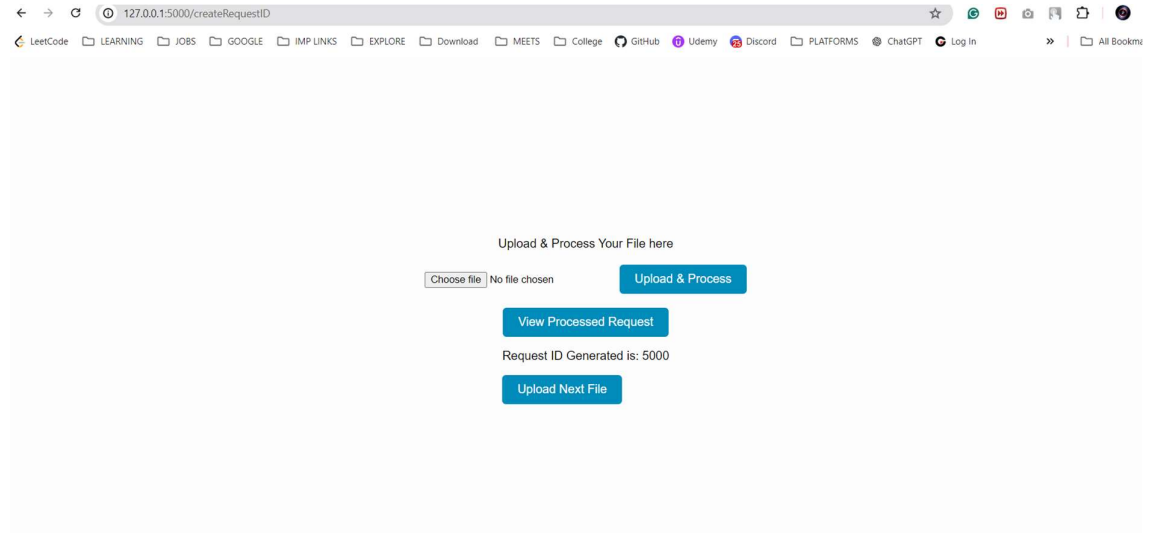 127.0.0.1:5000/createRequestID
LeetCode LEARNING JOBS GOOGLE IMP LINKS EXPLORE Download MEETS College GitHub Udemy Discord PLATFORMS ChatGPT Log In » All Bookma
Upload & Process Your File here
Choose file No file chosen Upload & Process
View Processed Request
Request ID Generated is: 5000
Upload Next File